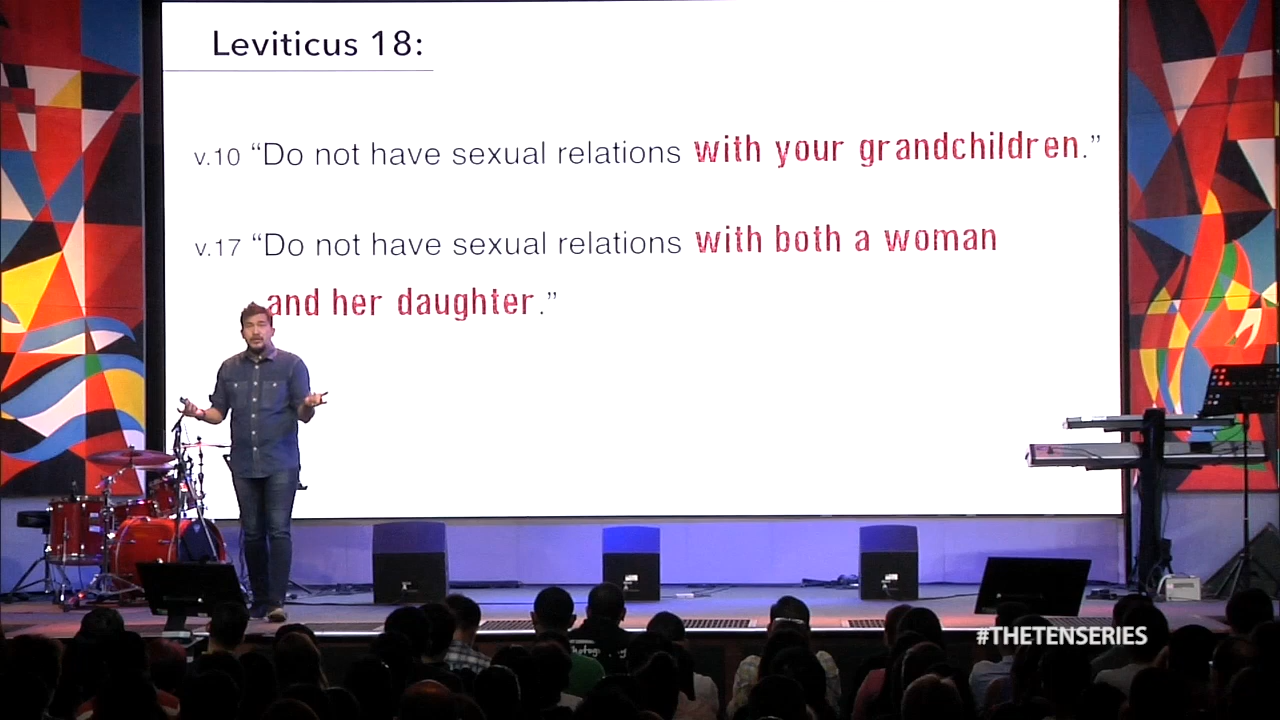 Leviticus 18:
v.10 “Do not have sexual relations with your grandchildren.”
v.17 “Do not have sexual relations with both a woman
and her daughter.”
#THETENSERIES